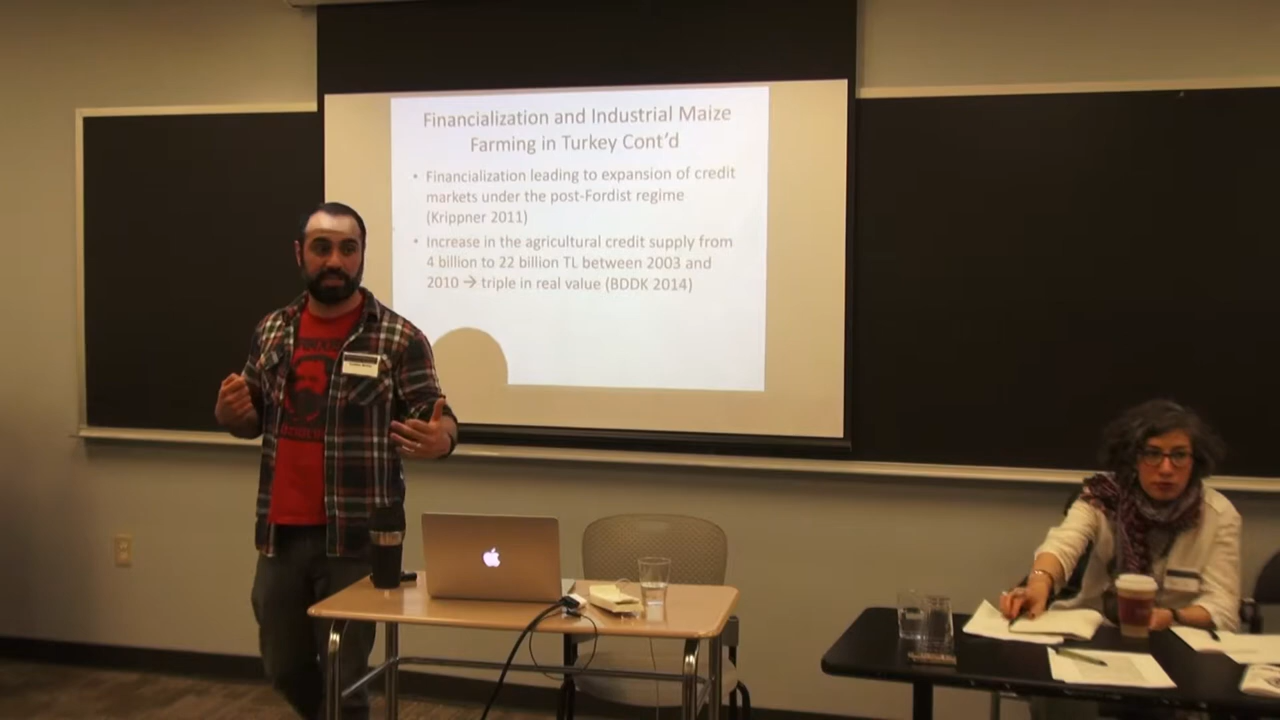 Financialization and Industrial Maize
Farming in Turkey Cont'd
• Financialization leading to expansion of credit
markets under the post-Fordist regime
(Krippner 2011)
• Increase in the agricultural credit supply from
4 billion to 22 billion TL between 2003 and
2010 → triple in real value (BDDK 2014)